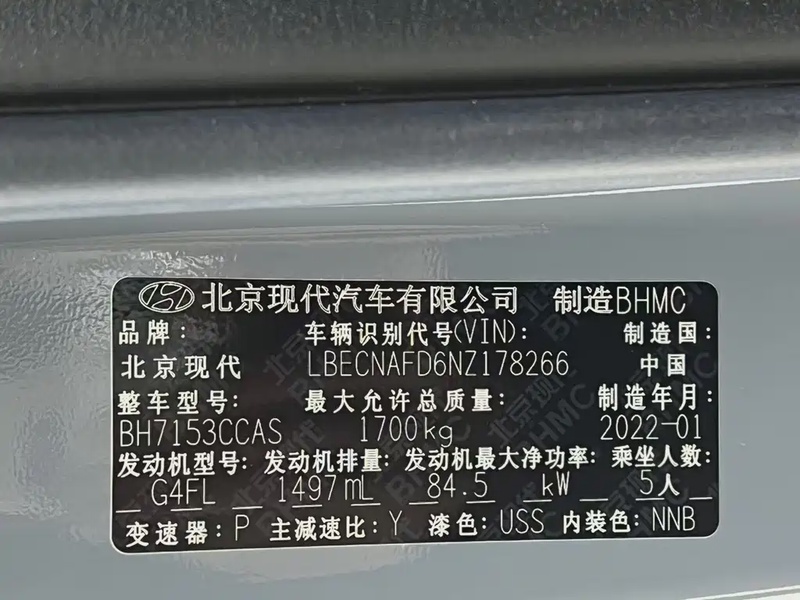 北京现代汽车有限公司 制造BHMC
品牌: 车辆识别代号(VIN): 制造国:
北京现代 LBECNAFD6NZ178266 中国
整车型号: 最大允许总质量: 制造年月:
BH7153CCAS 1700kg 2022-01
发动机型号: 发动机排量: 发动机最大净功率: 乘坐人数:
G4FL 1497mL 84.5 kW 5人
变速器: P 主减速比: Y 漆色: USS 内装色: NNB